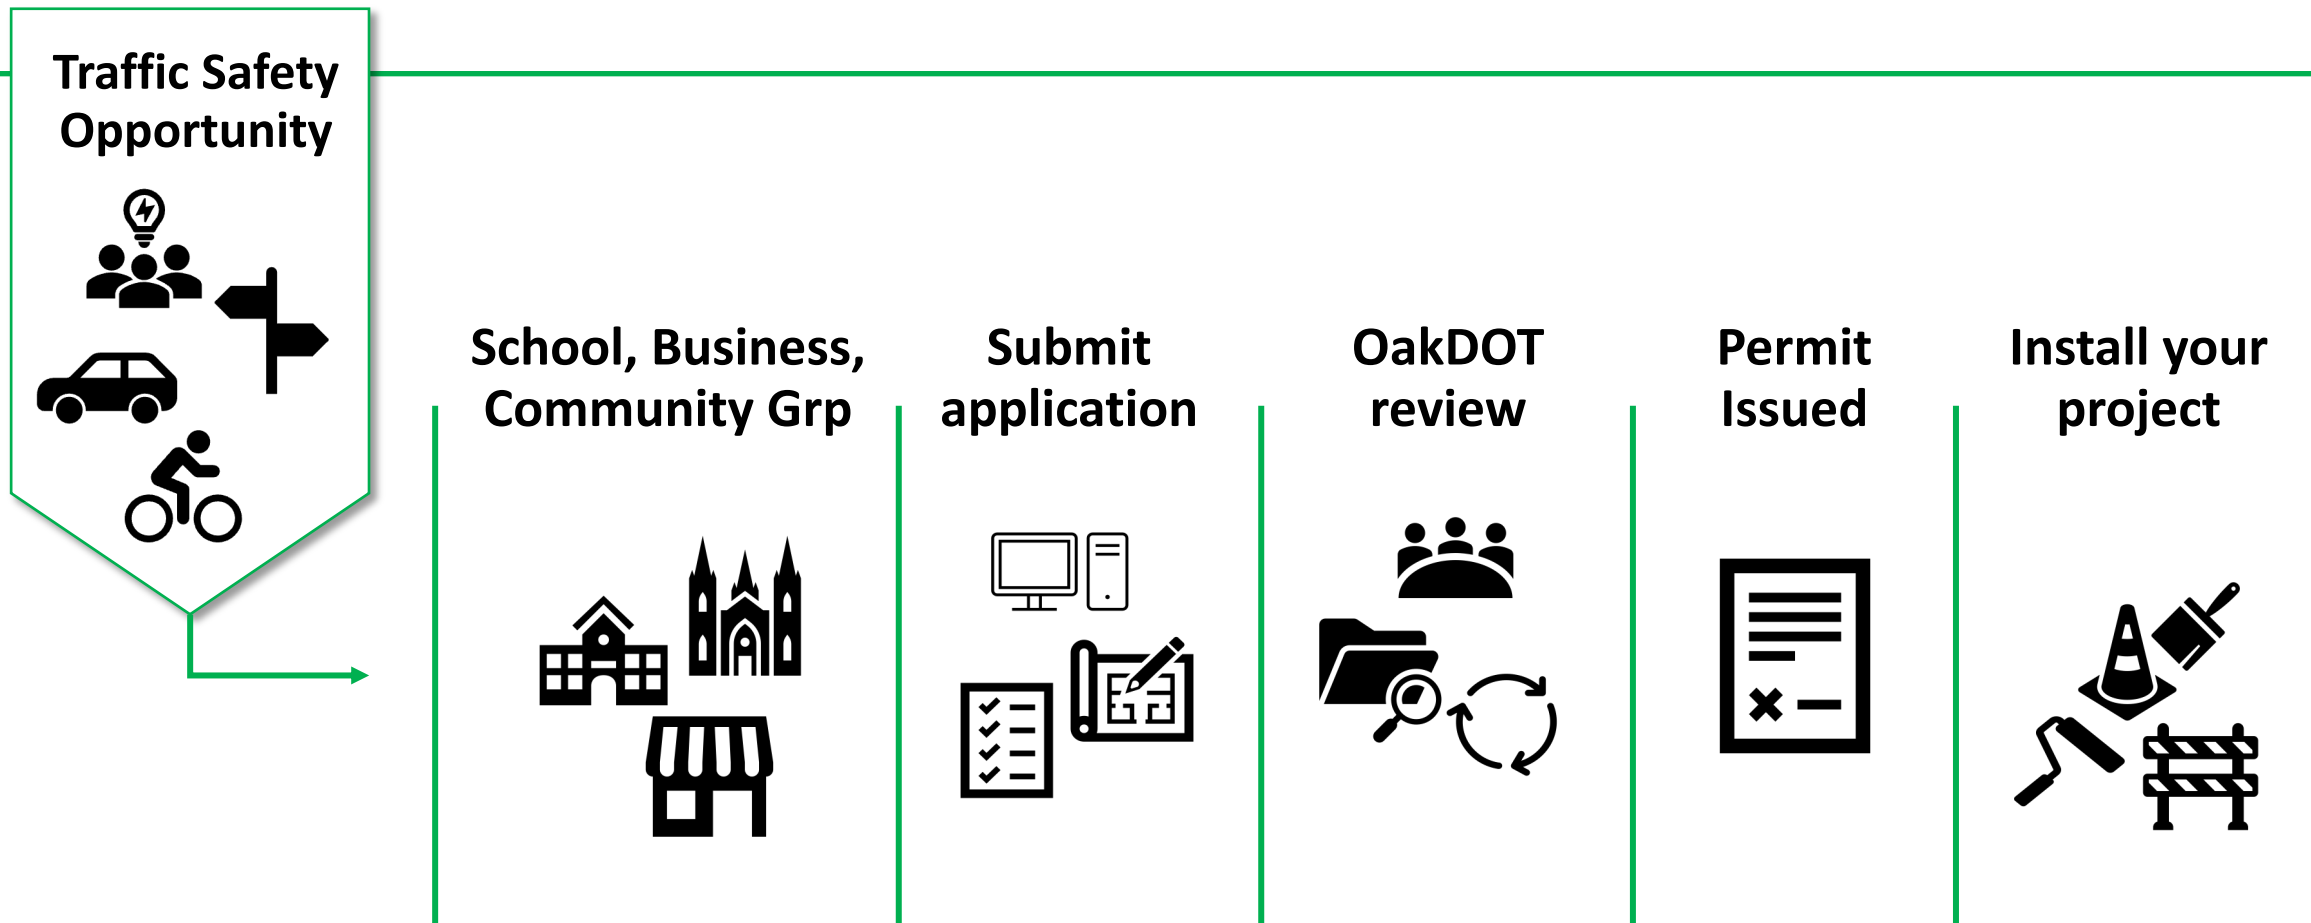 Traffic Safety
Opportunity
School, Business,
Community Grp
Submit
application
OakDOT
review
Permit
Issued
Install your
project